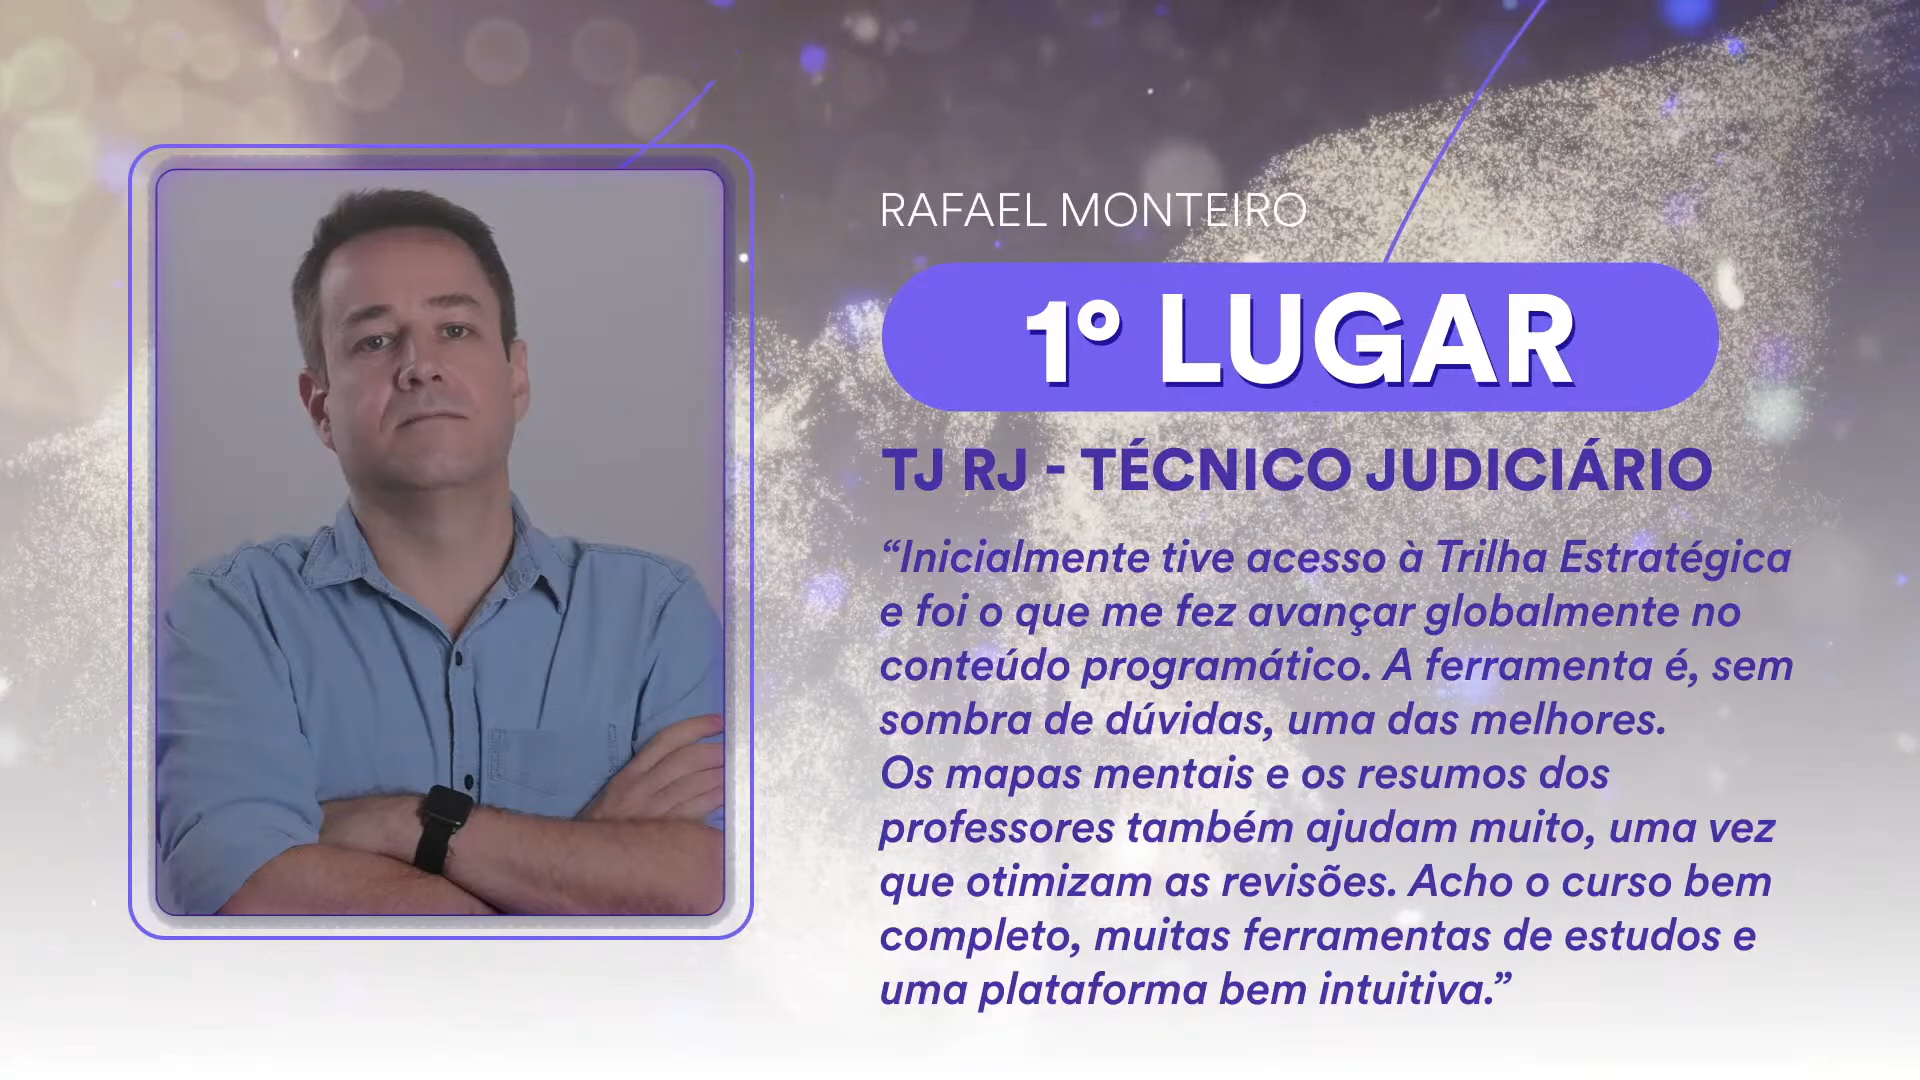 RAFAEL MONTEIRO
1º LUGAR
TJ RJ - TÉCNICO JUDICIÁRIO
“Inicialmente tive acesso à Trilha Estratégica
e foi o que me fez avançar globalmente no
conteúdo programático. A ferramenta é, sem
sombra de dúvidas, uma das melhores.
Os mapas mentais e os resumos dos
professores também ajudam muito, uma vez
que otimizam as revisões. Acho o curso bem
completo, muitas ferramentas de estudos e
uma plataforma bem intuitiva.”